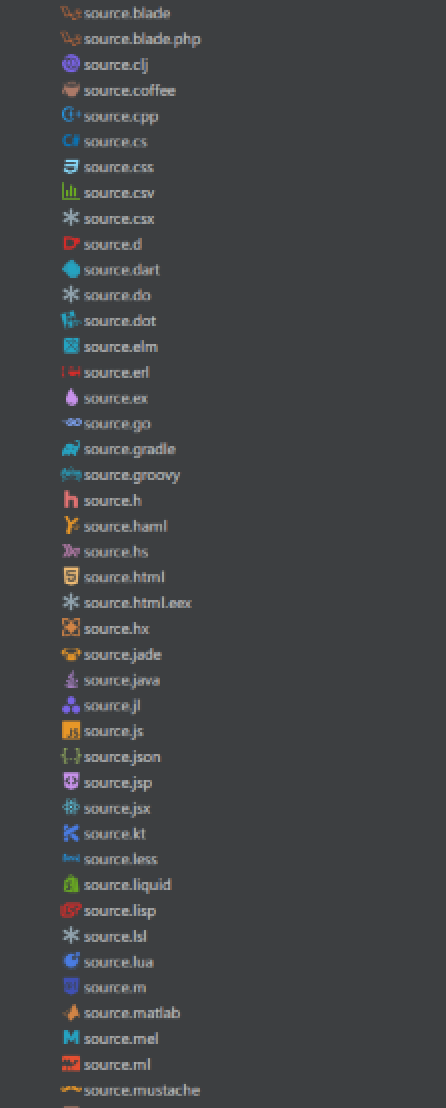 source.blade
source.blade.php
source.clj
source.coffee
source.cpp
source.cs
source.css
source.csv
source.csx
source.d
source.dart
source.do
source.dot
source.elm
source.erl
source.ex
source.go
source.gradle
source.groovy
source.h
source.haml
source.hs
source.html
source.html.eex
source.hx
source.jade
source.java
source.jl
source.js
source.json
source.jsp
source.jsx
source.kt
source.less
source.liquid
source.lisp
source.lsl
source.lua
source.m
source.matlab
source.mel
source.ml
source.mustache